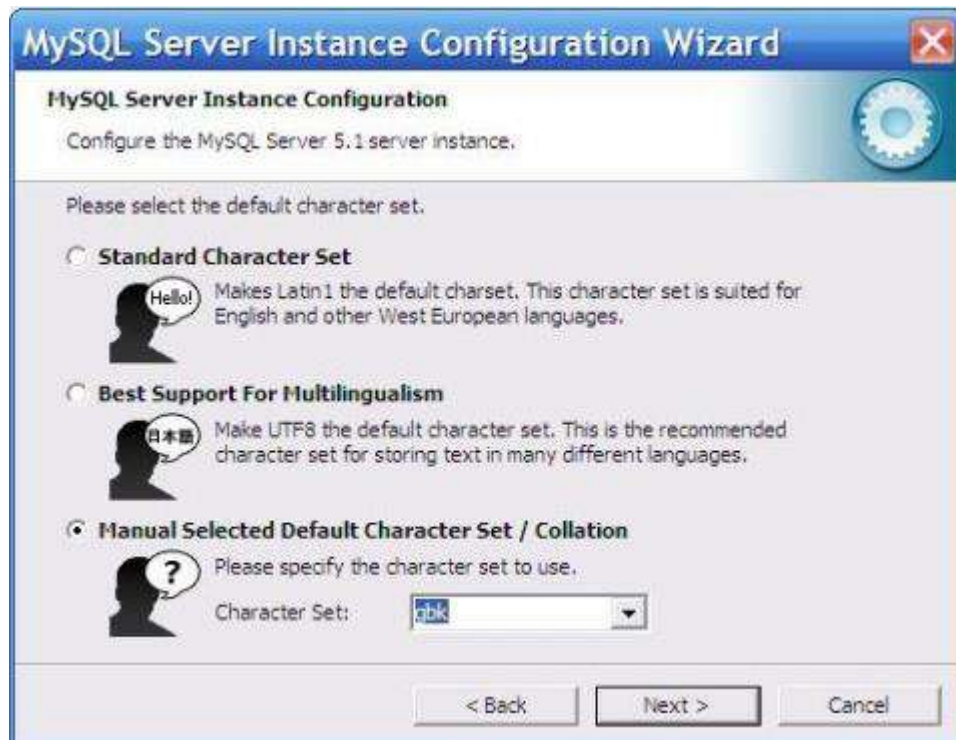 MySQL Server Instance Configuration Wizard
MySQL Server Instance Configuration
Configure the MySQL Server 5.1 server instance.
Please select the default character set.
Standard Character Set
Hello!
Makes Latin1 the default charset. This character set is suited for
English and other West European languages.
Best Support For Multilingualism
日本語
Make UTF8 the default character set. This is the recommended
character set for storing text in many different languages.
Manual Selected Default Character Set / Collation
?
Please specify the character set to use.
Character Set: gbk
< Back Next > Cancel